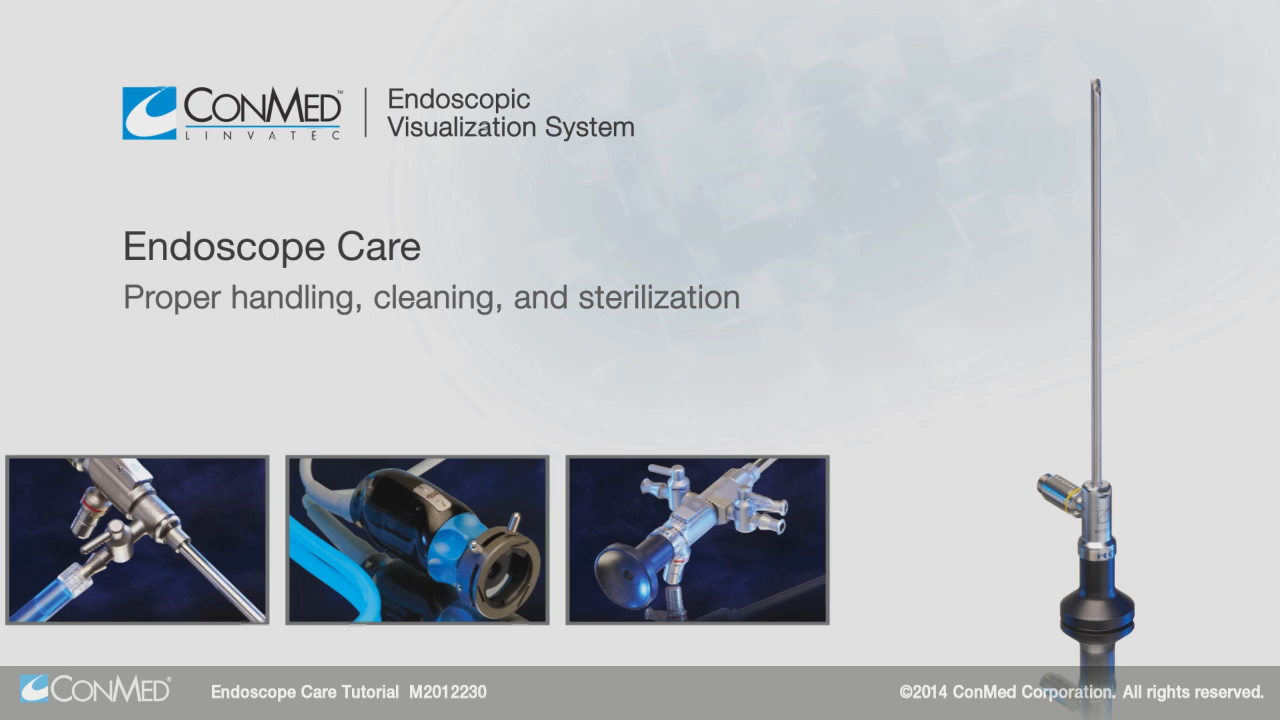 CONMED™
LINVATEC
Endoscopic
Visualization System
Endoscope Care
Proper handling, cleaning, and sterilization
CONMED®
Endoscope Care Tutorial M2012230
©2014 ConMed Corporation. All rights reserved.